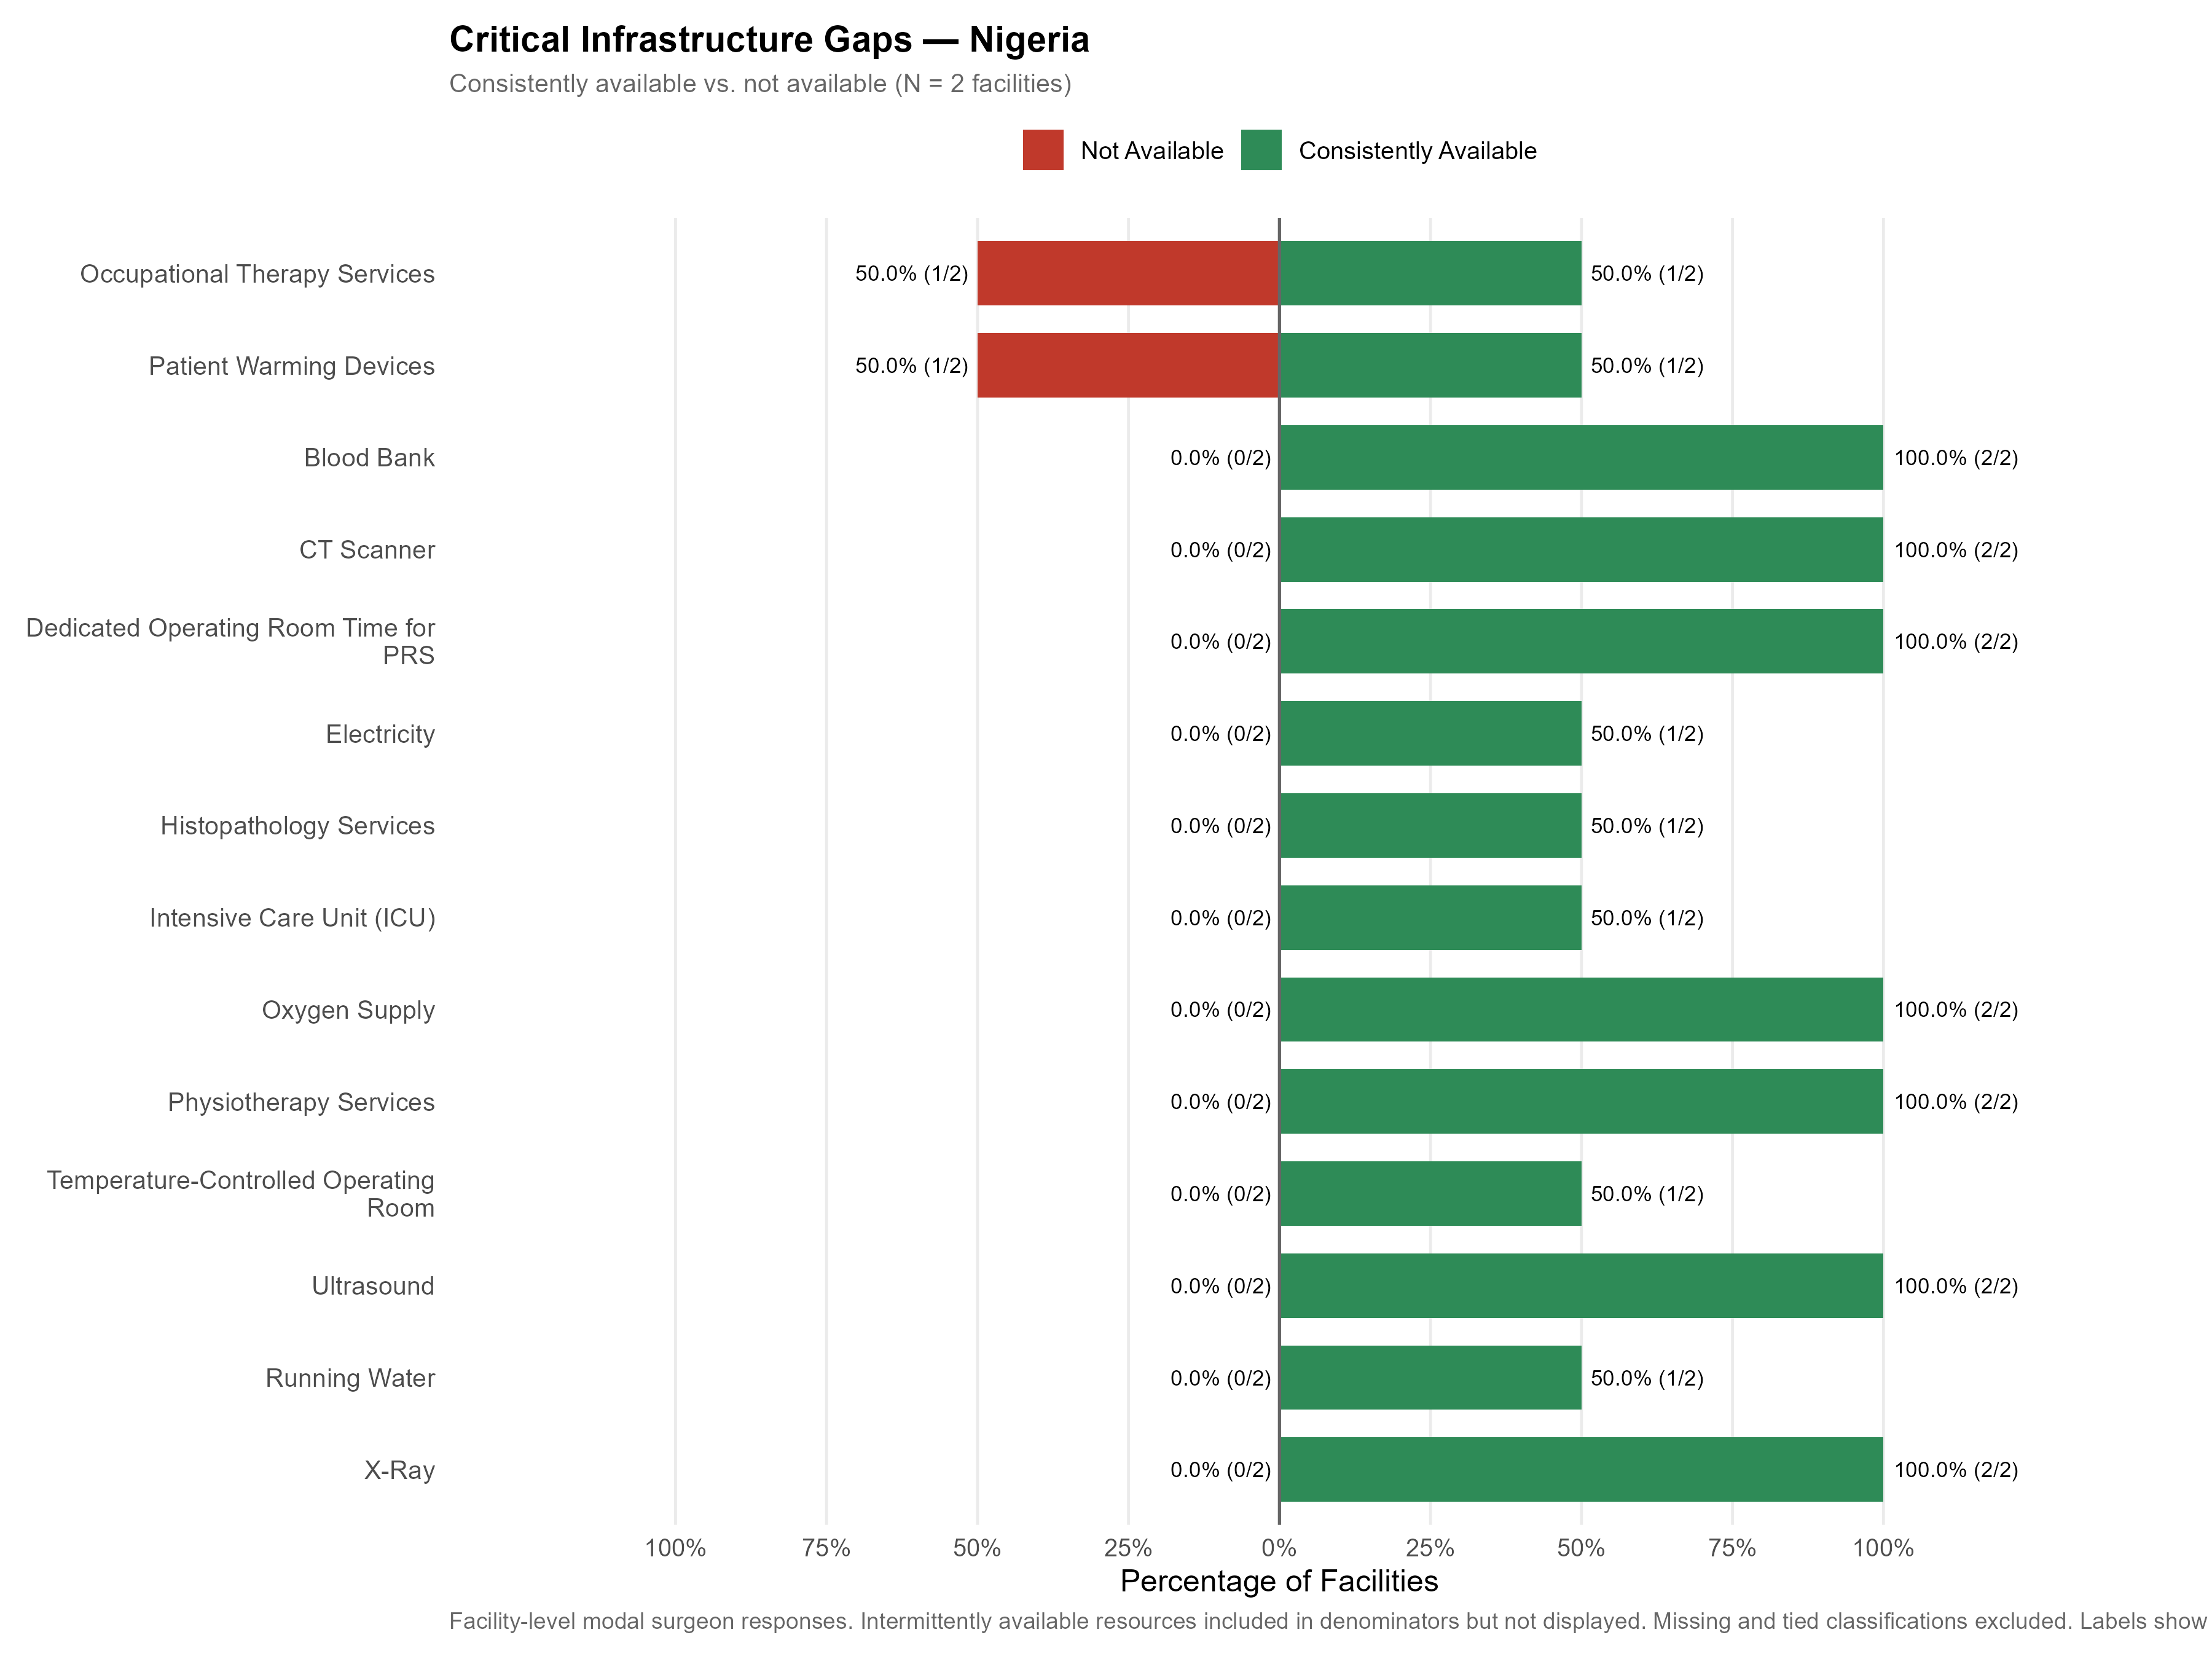 Critical Infrastructure Gaps — Nigeria
Consistently available vs. not available (N = 2 facilities)
Not Available
Consistently Available
Occupational Therapy Services
50.0% (1/2)
50.0% (1/2)
Patient Warming Devices
50.0% (1/2)
50.0% (1/2)
Blood Bank
0.0% (0/2)
100.0% (2/2)
CT Scanner
0.0% (0/2)
100.0% (2/2)
Dedicated Operating Room Time for
PRS
0.0% (0/2)
100.0% (2/2)
Electricity
0.0% (0/2)
50.0% (1/2)
Histopathology Services
0.0% (0/2)
50.0% (1/2)
Intensive Care Unit (ICU)
0.0% (0/2)
50.0% (1/2)
Oxygen Supply
0.0% (0/2)
100.0% (2/2)
Physiotherapy Services
0.0% (0/2)
100.0% (2/2)
Temperature-Controlled Operating
Room
0.0% (0/2)
50.0% (1/2)
Ultrasound
0.0% (0/2)
100.0% (2/2)
Running Water
0.0% (0/2)
50.0% (1/2)
X-Ray
0.0% (0/2)
100.0% (2/2)
100% 75% 50% 25% 0% 25% 50% 75% 100%
Percentage of Facilities
Facility-level modal surgeon responses. Intermittently available resources included in denominators but not displayed. Missing and tied classifications excluded. Labels show